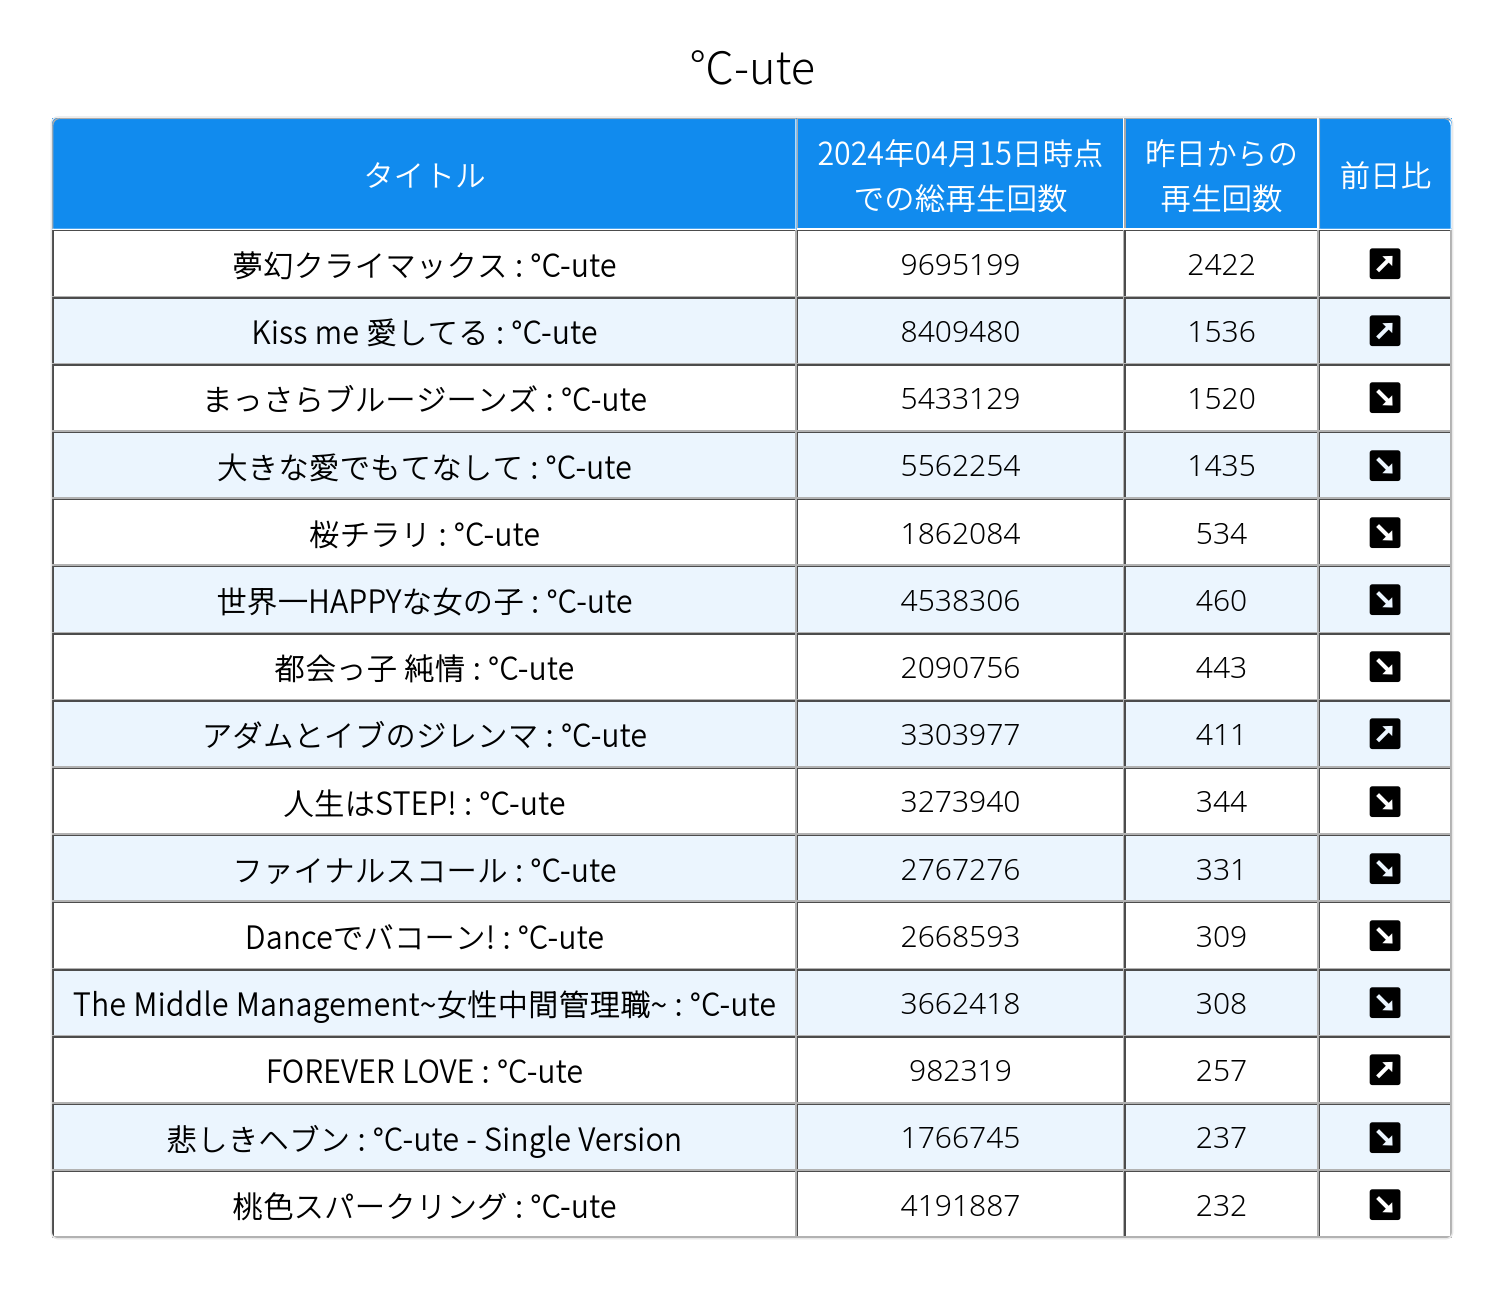 ℃-ute
タイトル 2024年04月15日時点での総再生回数 昨日からの再生回数 前日比
夢幻クライマックス : ℃-ute 9695199 2422 ↗
Kiss me 愛してる : ℃-ute 8409480 1536 ↗
まっさらブルージーンズ : ℃-ute 5433129 1520 ↘
大きな愛でもてなして : ℃-ute 5562254 1435 ↘
桜チラリ : ℃-ute 1862084 534 ↘
世界一HAPPYな女の子 : ℃-ute 4538306 460 ↘
都会っ子 純情 : ℃-ute 2090756 443 ↘
アダムとイブのジレンマ : ℃-ute 3303977 411 ↗
人生はSTEP! : ℃-ute 3273940 344 ↘
ファイナルスコール : ℃-ute 2767276 331 ↘
Danceでバコーン! : ℃-ute 2668593 309 ↘
The Middle Management~女性中間管理職~ : ℃-ute 3662418 308 ↘
FOREVER LOVE : ℃-ute 982319 257 ↗
悲しきヘブン : ℃-ute - Single Version 1766745 237 ↘
桃色スパークリング : ℃-ute 4191887 232 ↘